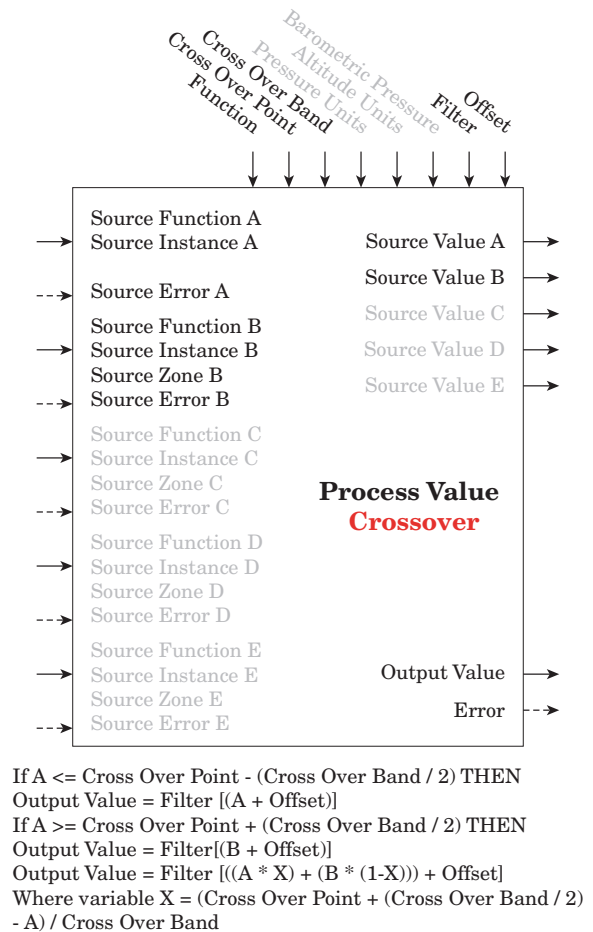 Function
Cross Over Point
Cross Over Band
Pressure Units
Altitude Units
Barometric Pressure
Filter
Offset
Source Function A
Source Instance A
Source Error A
Source Function B
Source Instance B
Source Zone B
Source Error B
Source Function C
Source Instance C
Source Zone C
Source Error C
Source Function D
Source Instance D
Source Zone D
Source Error D
Source Function E
Source Instance E
Source Zone E
Source Error E
Source Value A
Source Value B
Source Value C
Source Value D
Source Value E
Process Value
Crossover
Output Value
Error
If A <= Cross Over Point - (Cross Over Band / 2) THEN
Output Value = Filter [(A + Offset)]
If A >= Cross Over Point + (Cross Over Band / 2) THEN
Output Value = Filter[(B + Offset)]
Output Value = Filter [((A * X) + (B * (1-X))) + Offset]
Where variable X = (Cross Over Point + (Cross Over Band / 2)
- A) / Cross Over Band